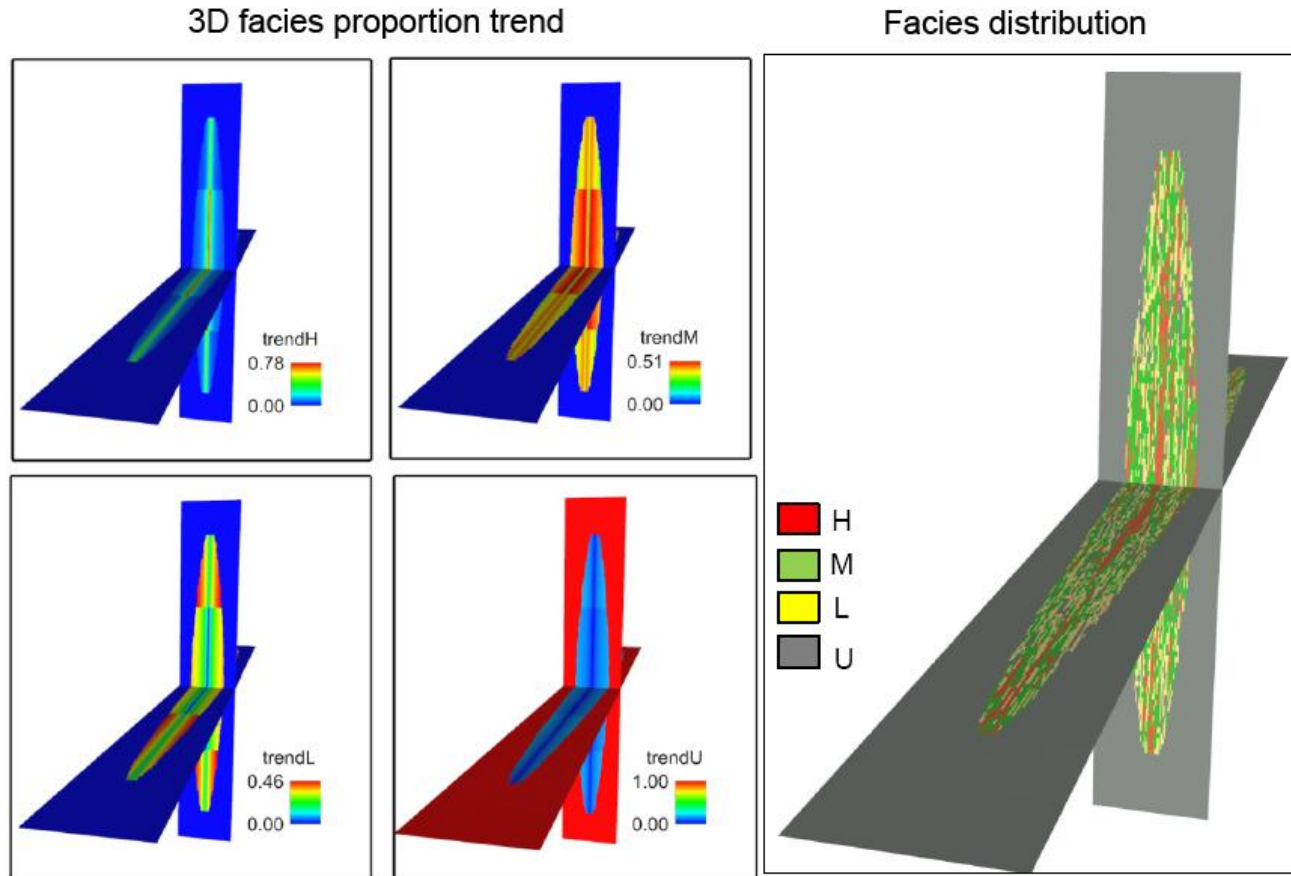 3D facies proportion trend
Facies distribution
trendH
0.78
0.00
trendM
0.51
0.00
trendL
0.46
0.00
trendU
1.00
0.00
H
M
L
U